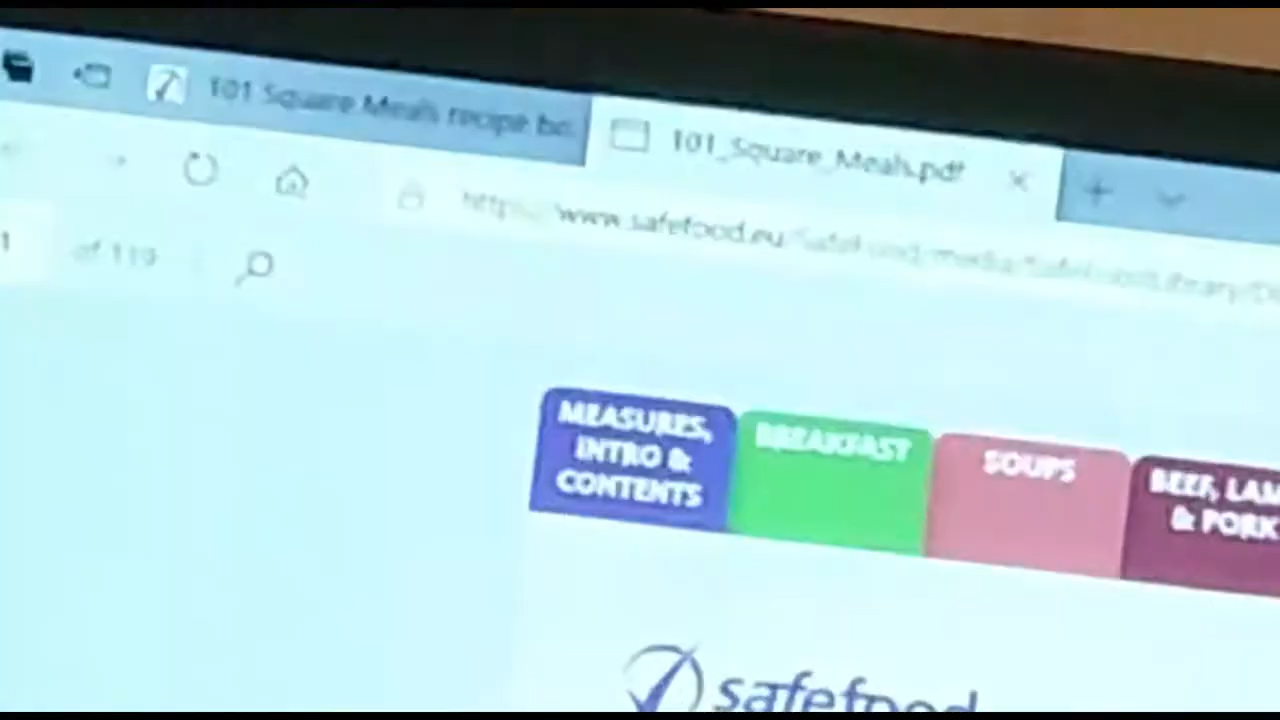 101 Square Meals recipe bo
101_Square_Meals.pdf
www.safefood.eu
1 of 119
MEASURES,
INTRO &
CONTENTS
BREAKFAST
SOUPS
BEEF, LAM
& PORK
safefood